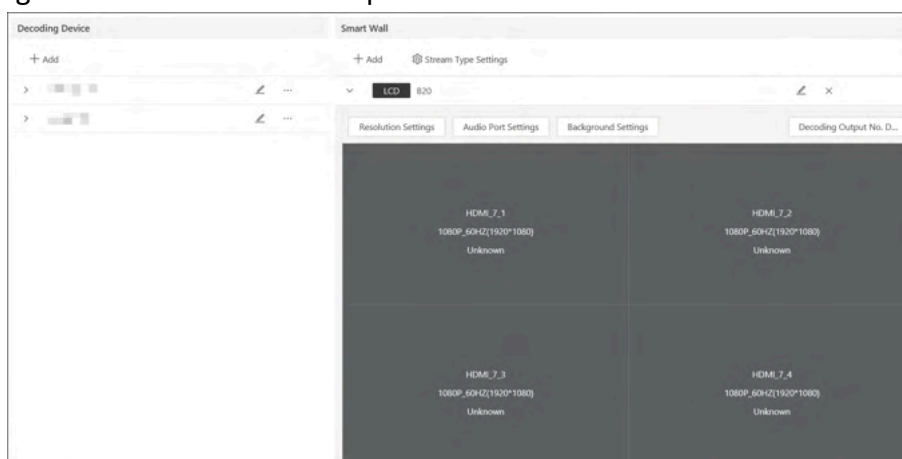 Decoding Device
Smart Wall
+ Add
+ Add Stream Type Settings
LCD 820
Resolution Settings Audio Port Settings Background Settings Decoding Output No. D...
HDMI_7_1
1080P_60HZ(1920*1080)
Unknown
HDMI_7_2
1080P_60HZ(1920*1080)
Unknown
HDMI_7_3
1080P_60HZ(1920*1080)
Unknown
HDMI_7_4
1080P_60HZ(1920*1080)
Unknown